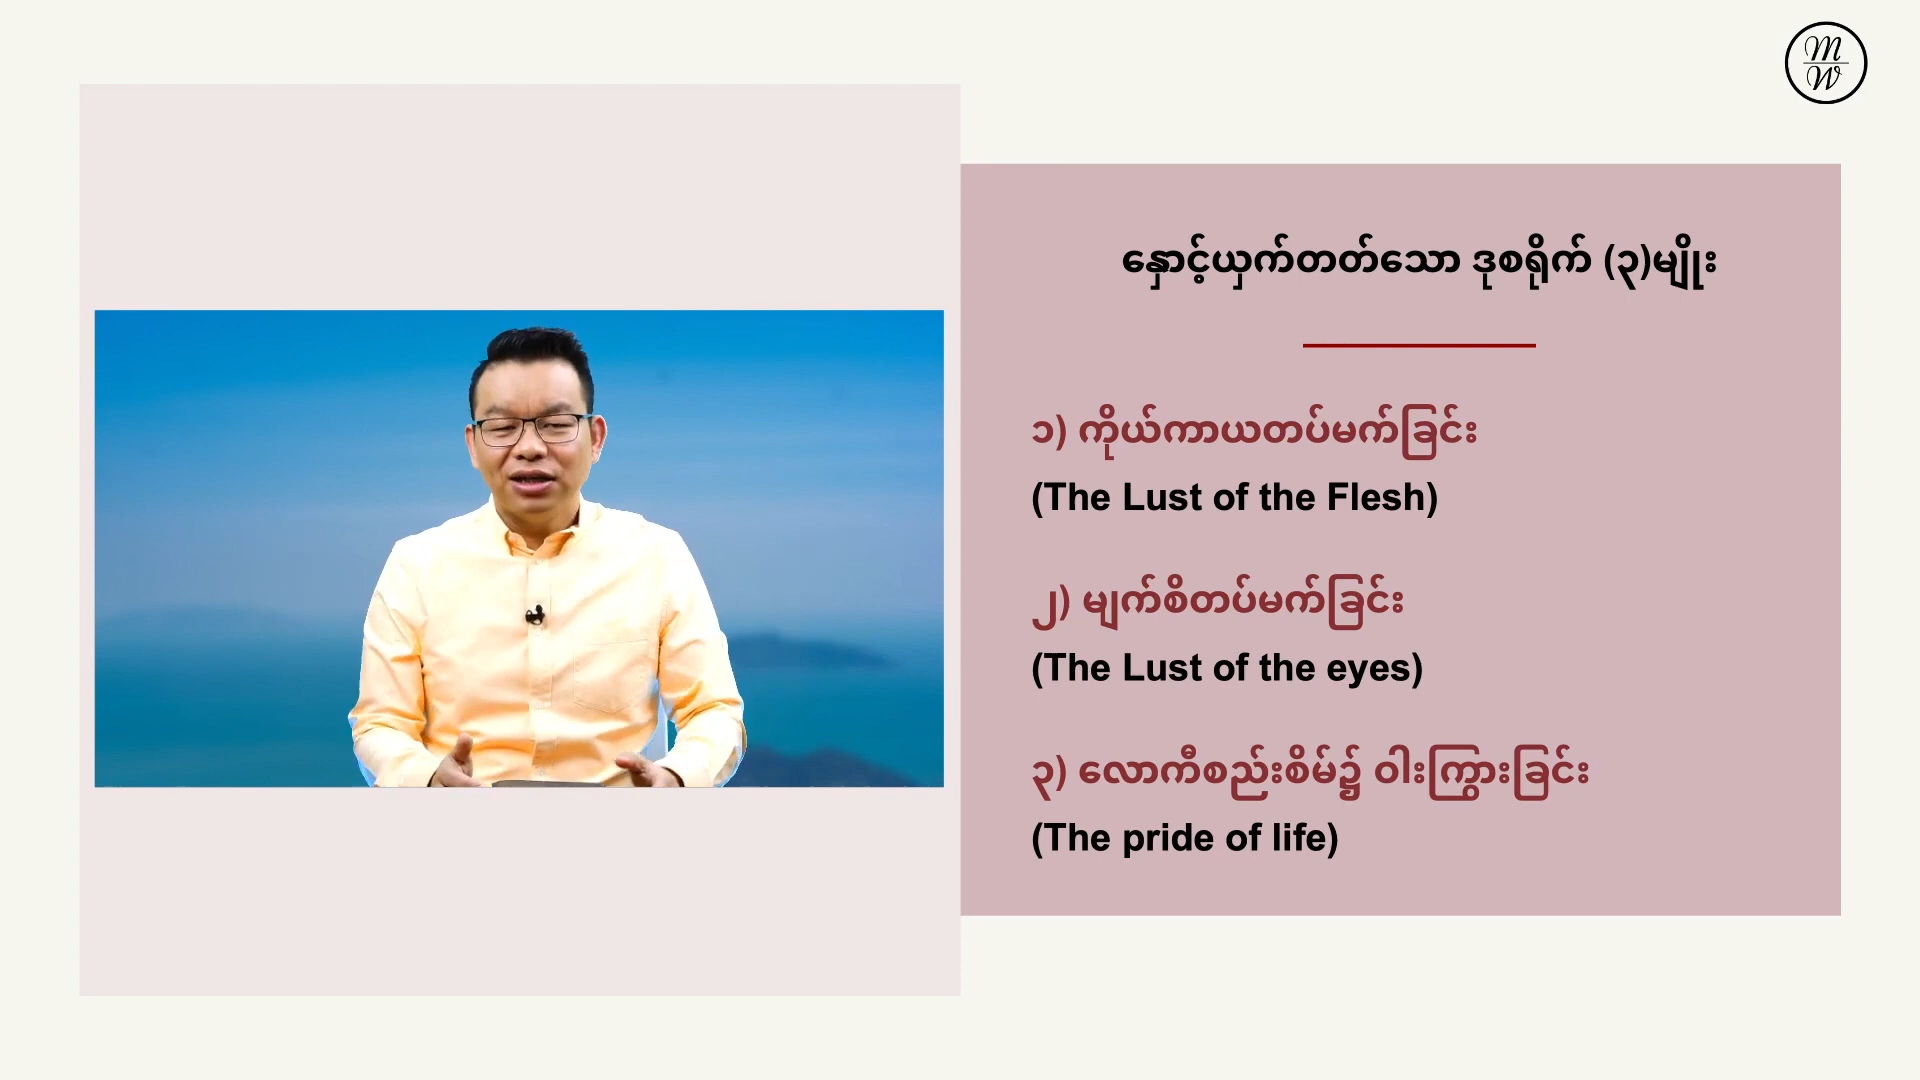 M
W
နှောင့်ယှက်တတ်သော ဒုစရိုက် (၃)မျိုး
၁) ကိုယ်ကာယတပ်မက်ခြင်း
(The Lust of the Flesh)
၂) မျက်စိတပ်မက်ခြင်း
(The Lust of the eyes)
၃) လောကီစည်းစိမ်၌ ဝါးကြွားခြင်း
(The pride of life)